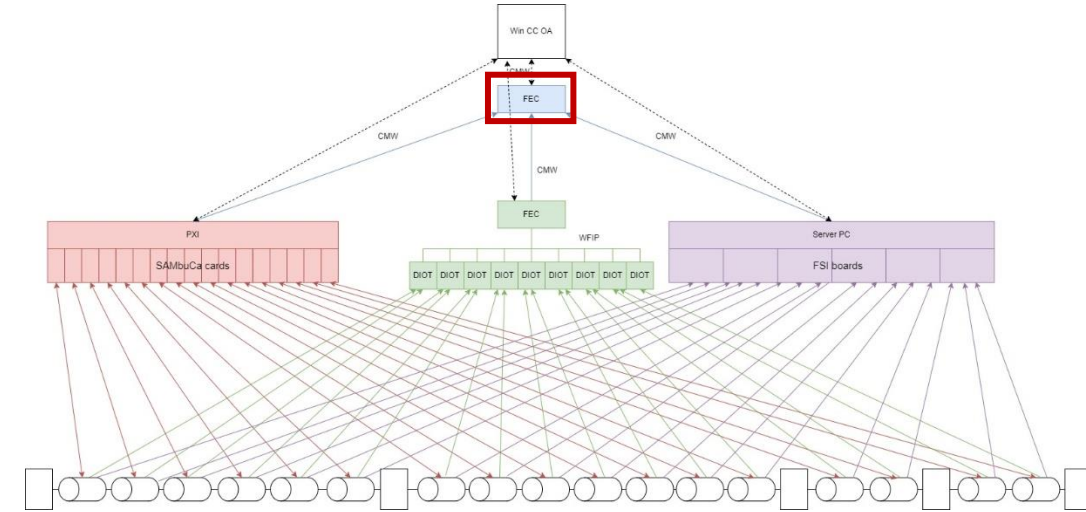 Win CC OA
CMW
FEC
CMW
CMW
CMW
FEC
PXI
WFIP
Server PC
SAMbuCa cards
DIOT DIOT DIOT DIOT DIOT DIOT DIOT DIOT DIOT
FSI boards